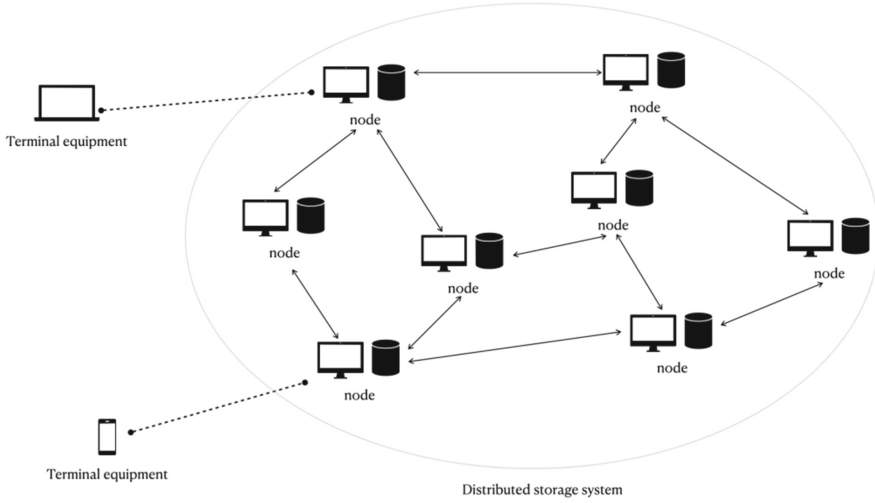 node
node
Terminal equipment
node
node
node
node
node
node
node
Terminal equipment
Distributed storage system